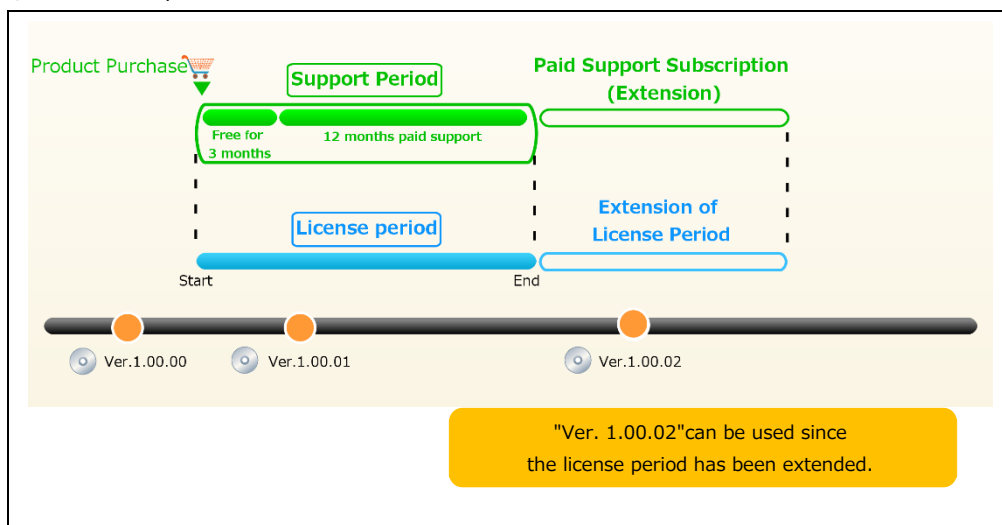 Product Purchase
Support Period
Paid Support Subscription
(Extension)
Free for
3 months
12 months paid support
License period
Extension of
License Period
Start
End
Ver.1.00.00
Ver.1.00.01
Ver.1.00.02
"Ver. 1.00.02"can be used since
the license period has been extended.